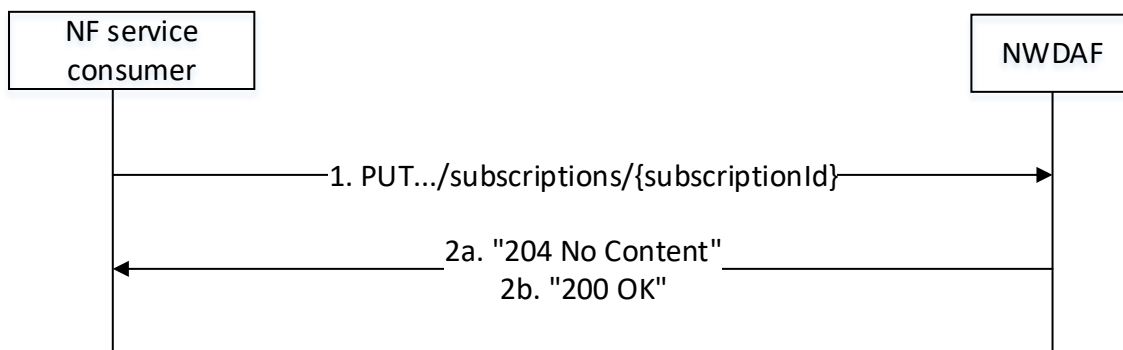 NF service
consumer
NWDAF
1. PUT.../subscriptions/{subscriptionId}
2a. "204 No Content"
2b. "200 OK"